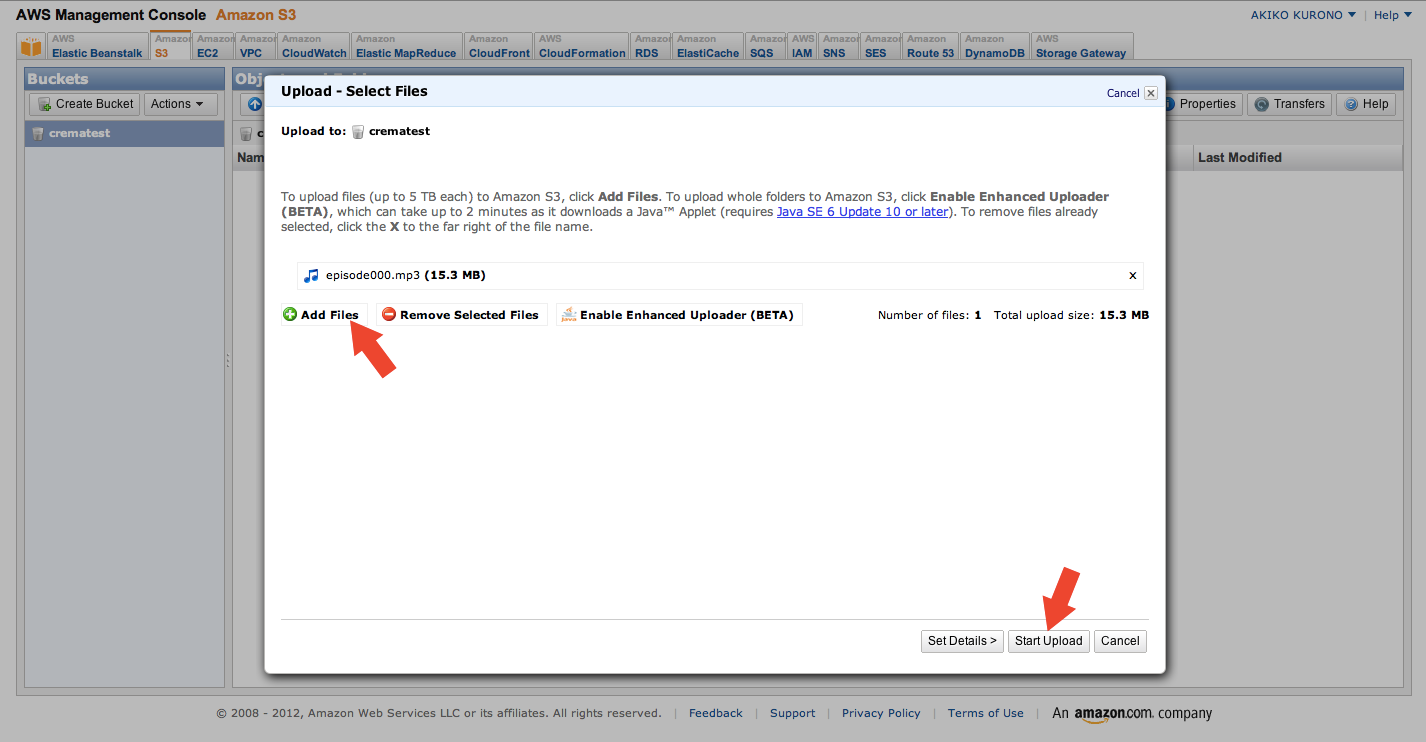 AWS Management Console Amazon S3
AKIKO KURONO Help
AWS Elastic Beanstalk
Amazon S3
Amazon EC2
Amazon VPC
Amazon CloudWatch
Amazon Elastic MapReduce
Amazon CloudFront
AWS CloudFormation
Amazon RDS
Amazon ElastiCache
Amazon SQS
AWS IAM
Amazon SNS
Amazon SES
Amazon Route 53
Amazon DynamoDB
AWS Storage Gateway
Buckets
Create Bucket Actions
crematest
Properties Transfers Help
Last Modified
Upload - Select Files
Cancel
Upload to: crematest
To upload files (up to 5 TB each) to Amazon S3, click Add Files. To upload whole folders to Amazon S3, click Enable Enhanced Uploader
(BETA), which can take up to 2 minutes as it downloads a Java™ Applet (requires Java SE 6 Update 10 or later). To remove files already
selected, click the X to the far right of the file name.
episode000.mp3 (15.3 MB) x
Add Files Remove Selected Files Java Enable Enhanced Uploader (BETA) Number of files: 1 Total upload size: 15.3 MB
Set Details > Start Upload Cancel
© 2008 - 2012, Amazon Web Services LLC or its affiliates. All rights reserved. | Feedback | Support | Privacy Policy | Terms of Use | An amazon.com. company